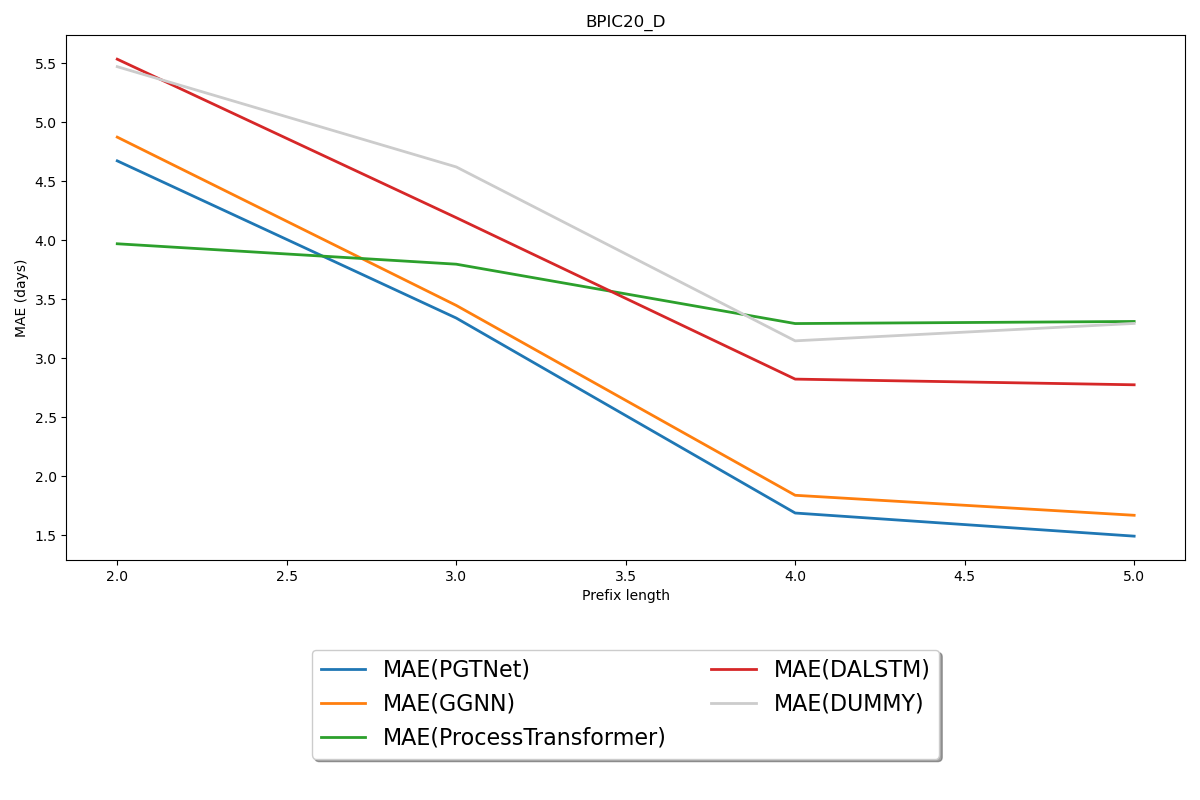 BPIC20_D
MAE (days)
5.5
5.0
4.5
4.0
3.5
3.0
2.5
2.0
1.5
2.0 2.5 3.0 3.5 4.0 4.5 5.0
Prefix length
MAE(PGTNet)
MAE(GGNN)
MAE(ProcessTransformer)
MAE(DALSTM)
MAE(DUMMY)